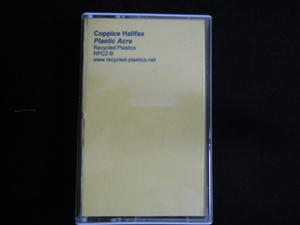 Coppice Halifax
Plastic Acre
Recycled Plastics
RPC2-B
www.recycled-plastics.net